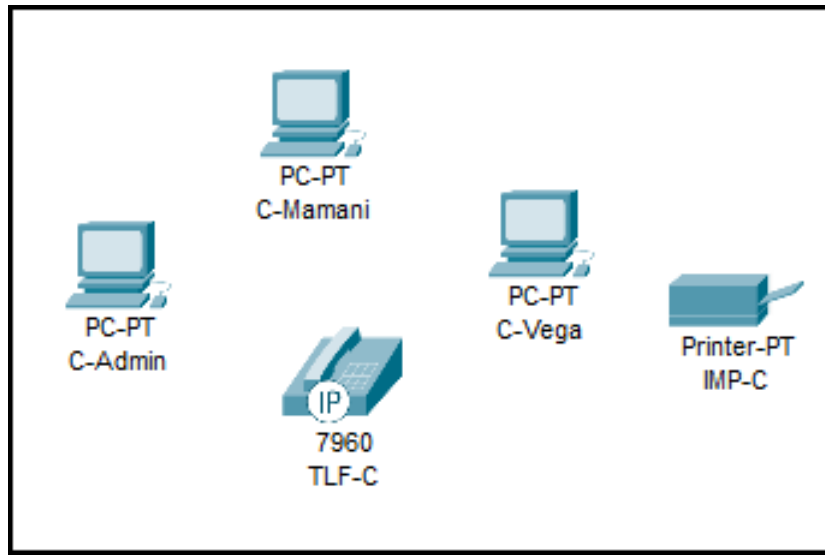 PC-PT
C-Mamani
PC-PT
C-Admin
PC-PT
C-Vega
Printer-PT
IMP-C
IP
7960
TLF-C